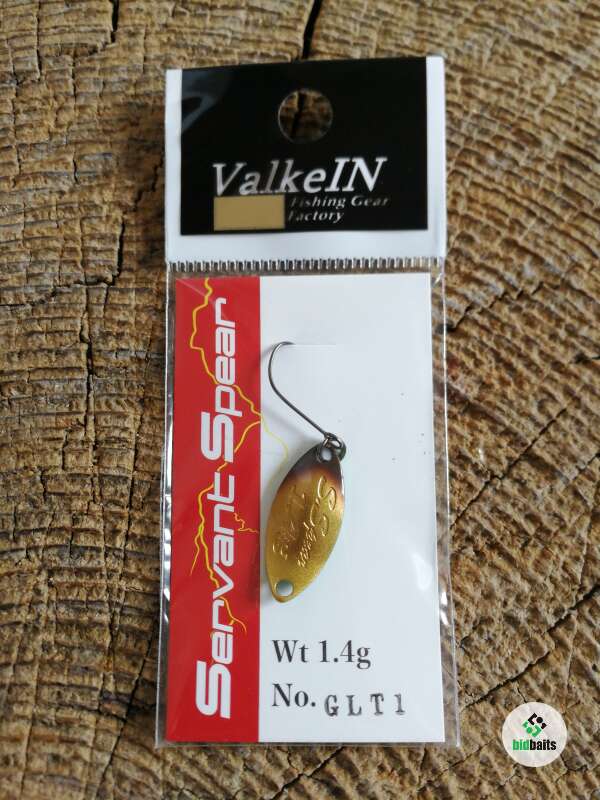 ValkeIN
Fishing Gear
Factory
Servant Spear
Wt 1.4g
No. GLT1
bidbaits